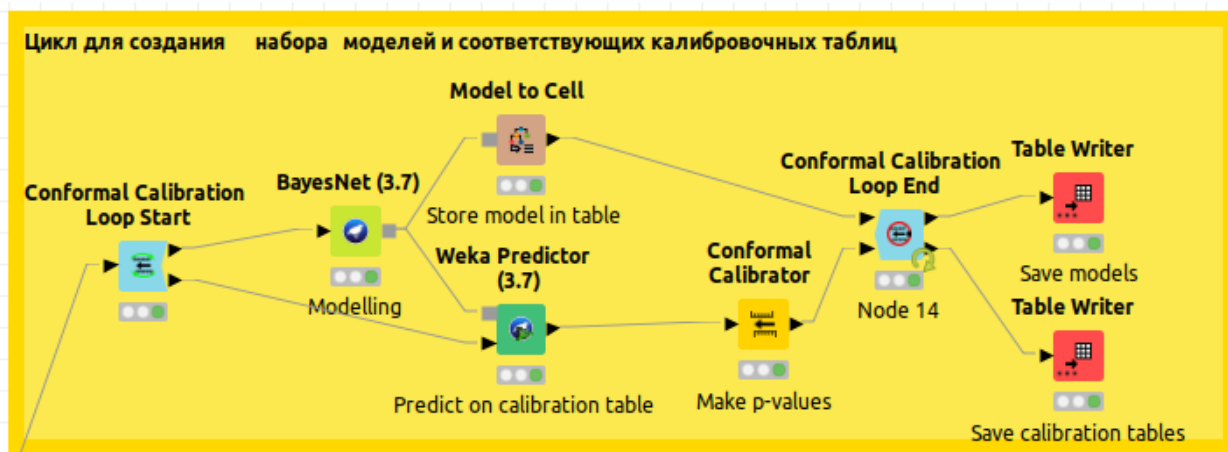 Цикл для создания набора моделей и соответствующих калибровочных таблиц
Model to Cell
Store model in table
Conformal Calibration
Loop Start
BayesNet (3.7)
Modelling
Weka Predictor
(3.7)
Predict on calibration table
Conformal
Calibrator
Make p-values
Conformal Calibration
Loop End
Node 14
Table Writer
Save models
Table Writer
Save calibration tables